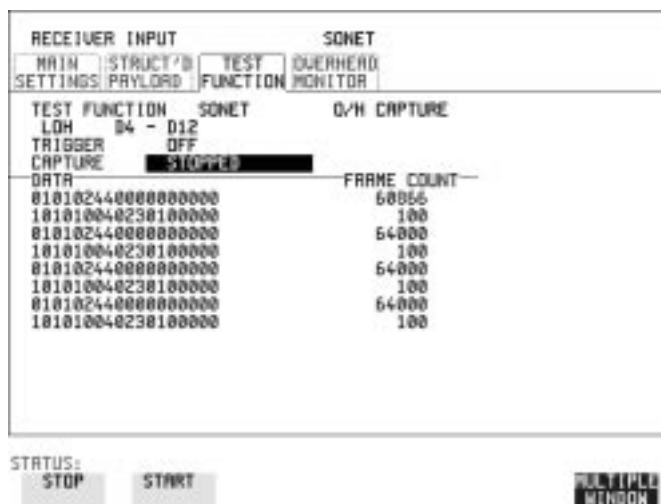 RECEIVER INPUT SONET
MAIN SETTINGS STRUCT'D PAYLOAD TEST FUNCTION OVERHEAD MONITOR
TEST FUNCTION SONET O/H CAPTURE
LOH D4 - D12
TRIGGER OFF
CAPTURE STOPPED
DATA FRAME COUNT
010102440000000000 60866
101010040230100000 100
010102440000000000 64000
101010040230100000 100
010102440000000000 64000
101010040230100000 100
010102440000000000 64000
101010040230100000 100
STATUS:
STOP START MULTIPLE WINDOW